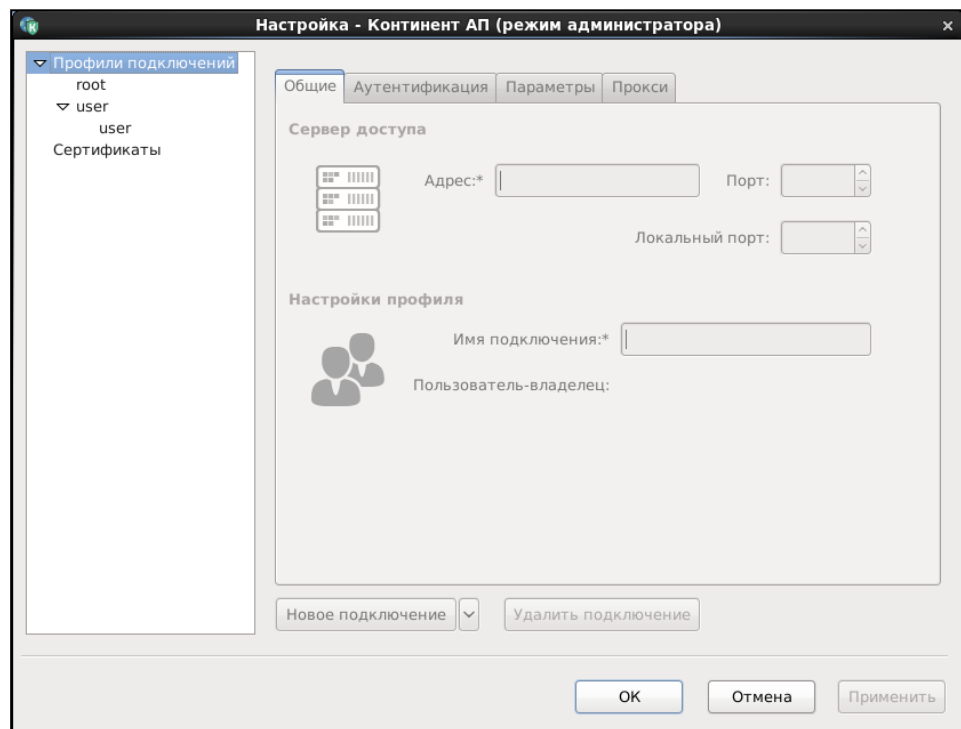 Настройка - Континент АП (режим администратора)
Профили подключений
root
user
user
Сертификаты
Общие Аутентификация Параметры Прокси
Сервер доступа
Адрес:* Порт:
Локальный порт:
Настройки профиля
Имя подключения:*
Пользователь-владелец:
Новое подключение Удалить подключение
ОК Отмена Применить